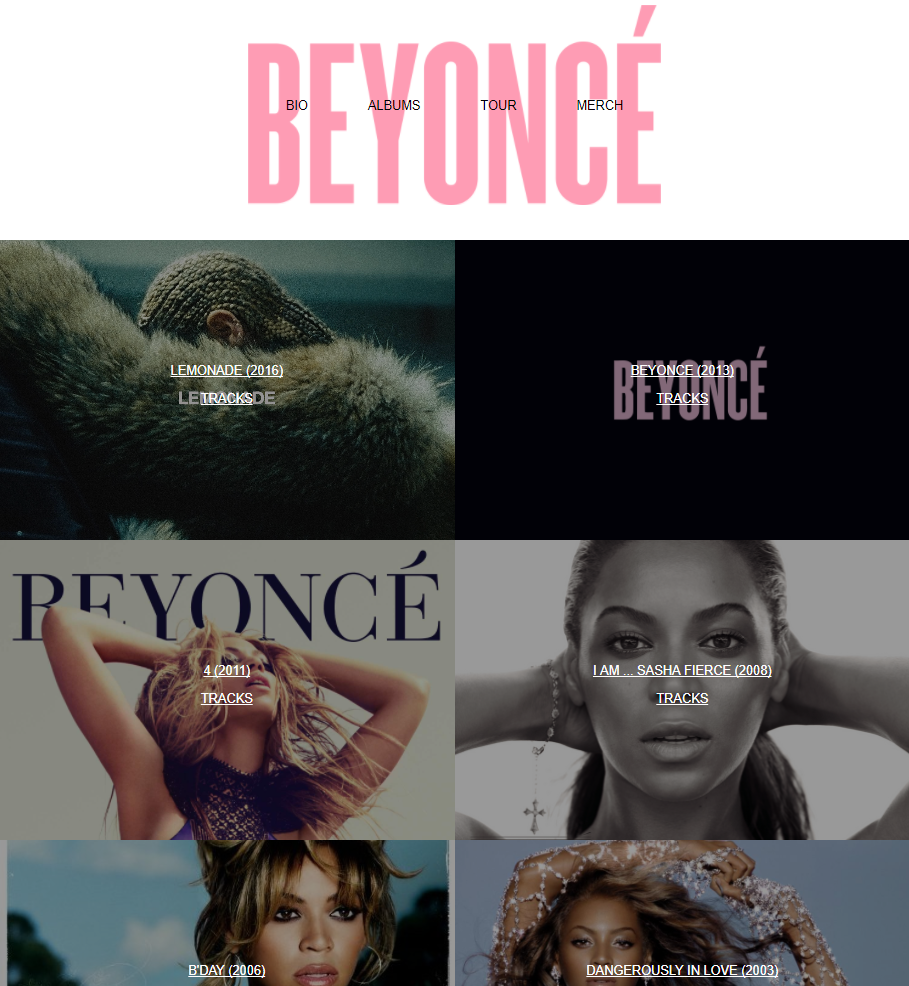 BEYONCÉ
BIO ALBUMS TOUR MERCH
LEMONADE (2016)
LEMONADE
TRACKS
BEYONCE (2013)
BEYONCÉ
TRACKS
BEYONCÉ
4 (2011)
TRACKS
I AM ... SASHA FIERCE (2008)
TRACKS
B'DAY (2006)
DANGEROUSLY IN LOVE (2003)